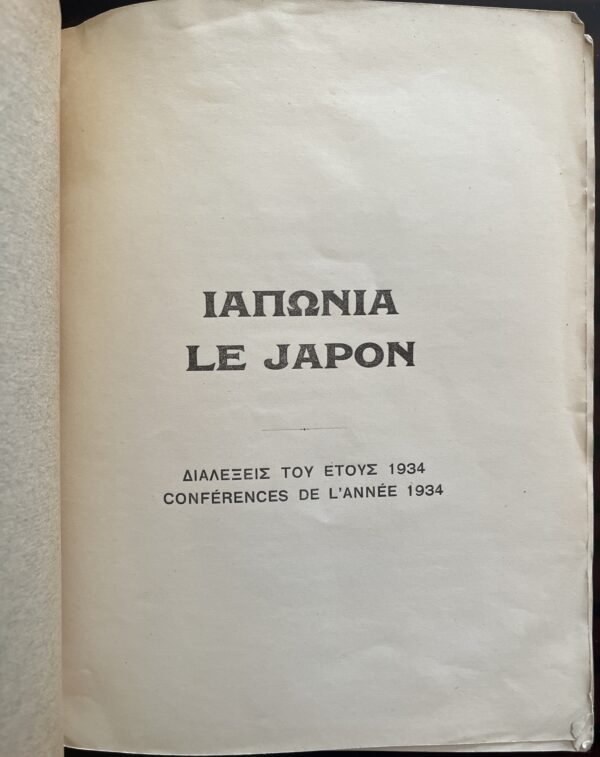 ΙΑΠΩΝΙΑ
LE JAPON
ΔΙΑΛΕΞΕΙΣ ΤΟΥ ΕΤΟΥΣ 1934
CONFÉRENCES DE L'ANNÉE 1934